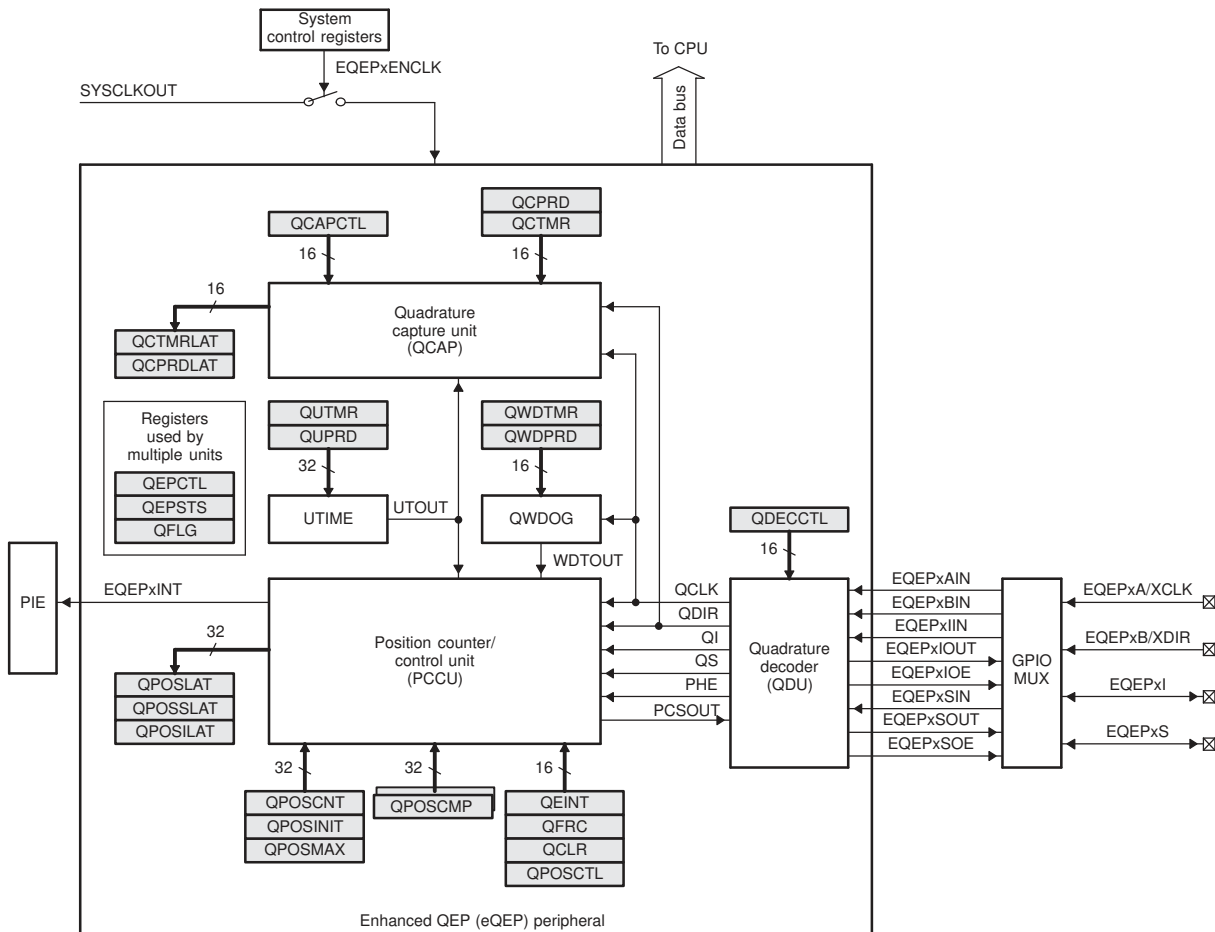 System
control registers
To CPU
EQEPxENCLK
SYSCLKOUT
Data bus
QCPRD
QCAPCTL
QCTMR
16
16
16
Quadrature
capture unit
(QCAP)
QCTMRLAT
QCPRDLAT
Registers
used by
multiple units
QUTMR
QWDTMR
QUPRD
QWDPRD
32
16
QEPCTL
QEPSTS
QFLG
UTIME
UTOUT
QWDOG
QDECCTL
WDTOUT
16
PIE
EQEPxINT
QCLK
QDIR
QI
QS
PHE
PCSOUT
32
Position counter/
control unit
(PCCU)
Quadrature
decoder
(QDU)
EQEPxAIN
EQEPxBIN
EQEPxIIN
EQEPxIOUT
EQEPxIOE
EQEPxSIN
EQEPxSOUT
EQEPxSOE
GPIO
MUX
EQEPxA/XCLK
EQEPxB/XDIR
EQEPxI
EQEPxS
QPOSLAT
QPOSSLAT
QPOSILAT
32
32
16
QPOSCNT
QPOSINIT
QPOSMAX
QPOSCMP
QEINT
QFRC
QCLR
QPOSCTL
Enhanced QEP (eQEP) peripheral